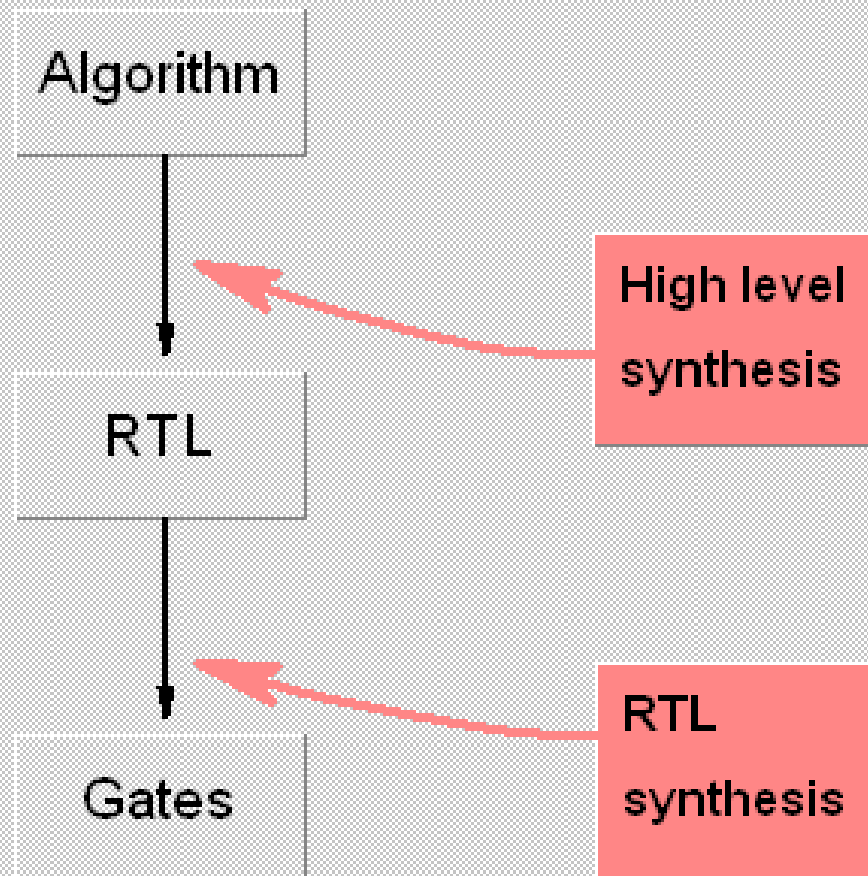 Algorithm
High level
synthesis
RTL
RTL
synthesis
Gates